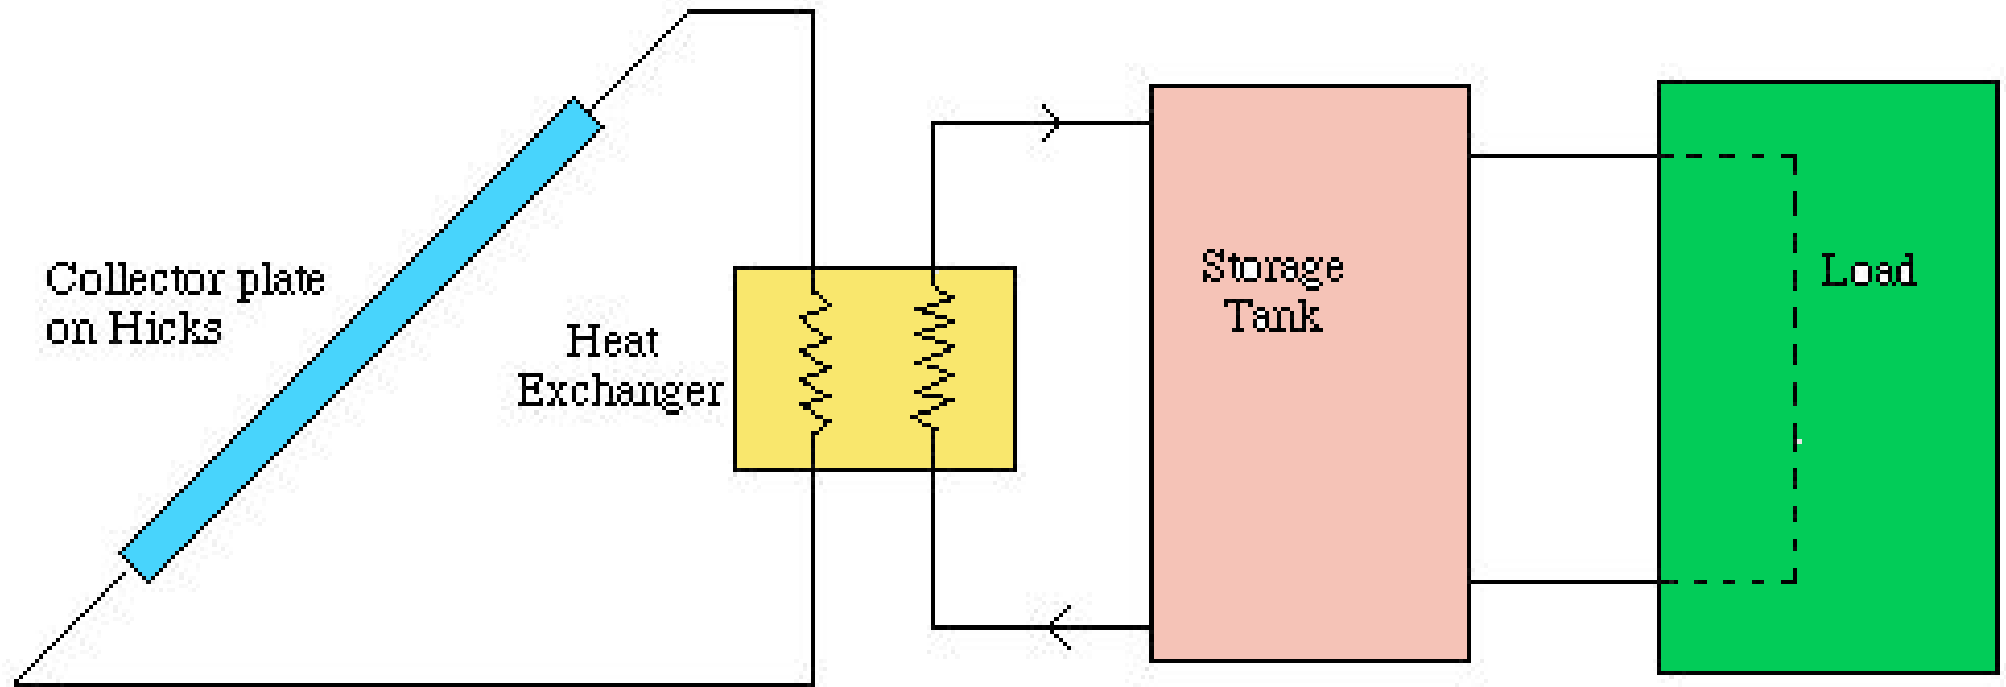 Collector plate
on Hicks
Heat
Exchanger
Storage
Tank
Load